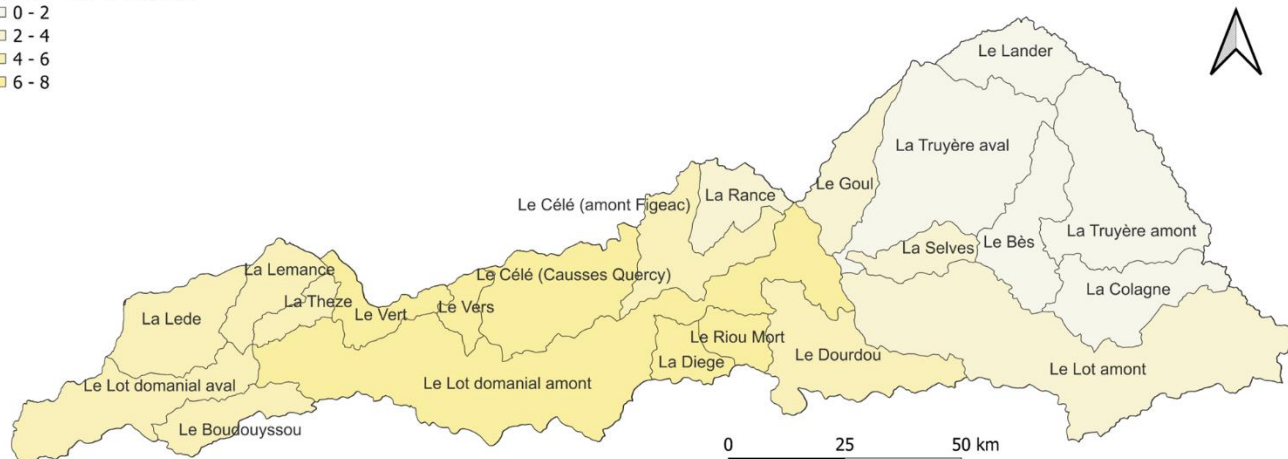 0 - 2
2 - 4
4 - 6
6 - 8
Le Lander
La Truyère aval
La Rance
Le Goul
Le Célé (amont Figeac)
La Truyère amont
La Selves
Le Bès
La Lemance
Le Célé (Causses Quercy)
La Colagne
La Theze
Le Vers
La Lede
Le Vert
Le Riou Mort
Le Dourdou
La Diege
Le Lot amont
Le Lot domanial aval
Le Lot domanial amont
Le Boudouyssou
0 25 50 km